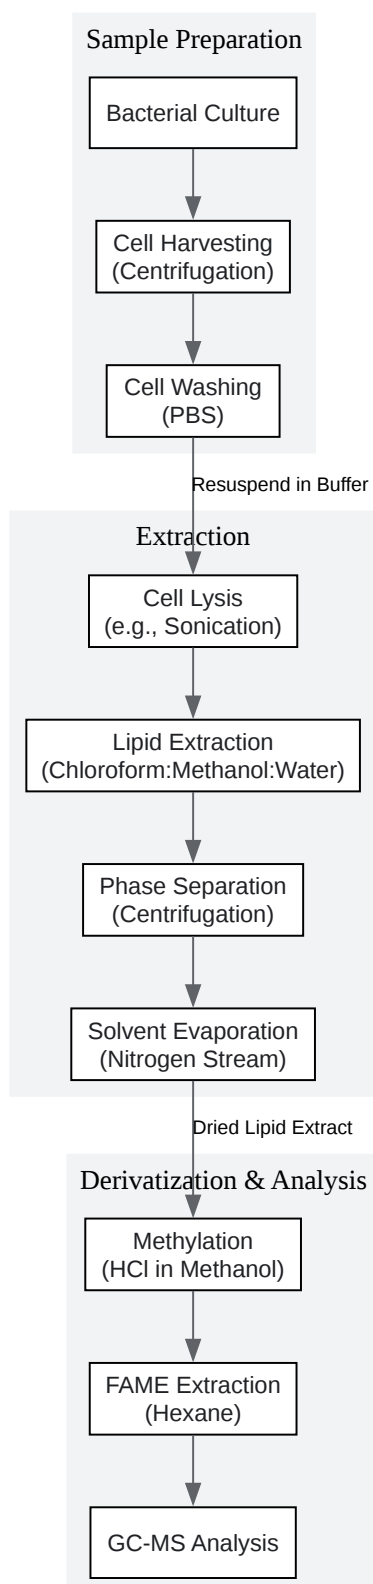 Sample Preparation
Bacterial Culture
Cell Harvesting
(Centrifugation)
Cell Washing
(PBS)
Resuspend in Buffer
Extraction
Cell Lysis
(e.g., Sonication)
Lipid Extraction
(Chloroform:Methanol:Water)
Phase Separation
(Centrifugation)
Solvent Evaporation
(Nitrogen Stream)
Dried Lipid Extract
Derivatization & Analysis
Methylation
(HCl in Methanol)
FAME Extraction
(Hexane)
GC-MS Analysis